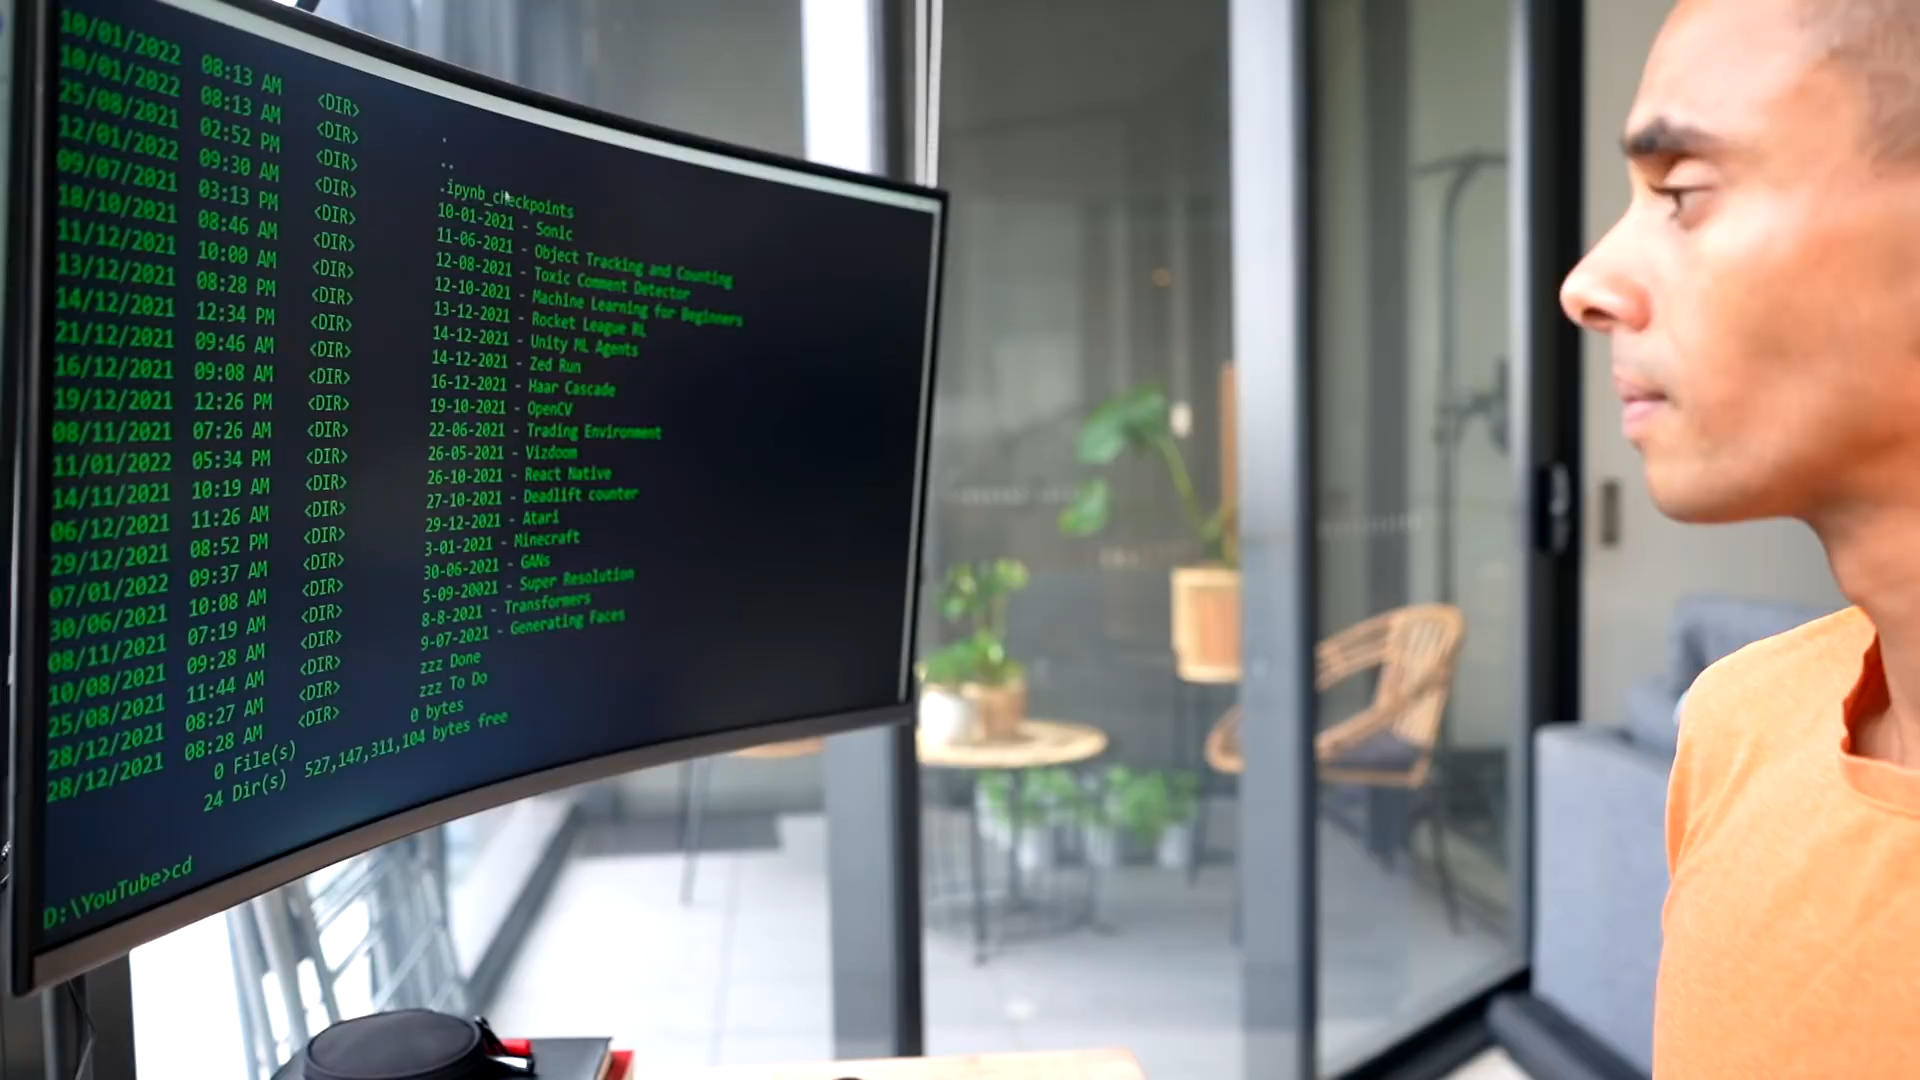 10/01/2022 08:13 AM <DIR> .
10/01/2022 08:13 AM <DIR> ..
25/08/2021 02:52 PM <DIR> .ipynb_checkpoints
12/01/2022 09:30 AM <DIR> 10-01-2021 - Sonic
09/07/2021 03:13 PM <DIR> 11-06-2021 - Object Tracking and Counting
18/10/2021 08:46 AM <DIR> 12-08-2021 - Toxic Comment Detector
11/12/2021 10:00 AM <DIR> 12-10-2021 - Machine Learning for Beginners
13/12/2021 08:28 PM <DIR> 13-12-2021 - Rocket League RL
14/12/2021 12:34 PM <DIR> 14-12-2021 - Unity ML Agents
21/12/2021 09:46 AM <DIR> 14-12-2021 - Zed Run
16/12/2021 09:08 AM <DIR> 16-12-2021 - Haar Cascade
19/12/2021 12:26 PM <DIR> 19-10-2021 - OpenCV
08/11/2021 07:26 AM <DIR> 22-06-2021 - Trading Environment
11/01/2022 05:34 PM <DIR> 26-05-2021 - Vizdoom
14/11/2021 10:19 AM <DIR> 26-10-2021 - React Native
06/12/2021 11:26 AM <DIR> 27-10-2021 - Deadlift counter
29/12/2021 08:52 PM <DIR> 29-12-2021 - Atari
07/01/2022 09:37 AM <DIR> 3-01-2021 - Minecraft
30/06/2021 10:08 AM <DIR> 30-06-2021 - GANs
08/11/2021 07:19 AM <DIR> 5-09-20021 - Super Resolution
10/08/2021 09:28 AM <DIR> 8-8-2021 - Transformers
25/08/2021 11:44 AM <DIR> 9-07-2021 - Generating Faces
28/12/2021 08:27 AM <DIR> zzz Done
28/12/2021 08:28 AM <DIR> zzz To Do
0 File(s) 0 bytes
24 Dir(s) 527,147,311,104 bytes free
D:\YouTube>cd